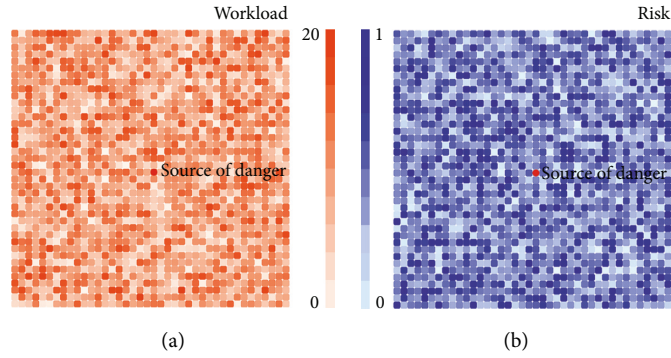 Workload
20
Source of danger
0
(a)
Risk
1
Source of danger
0
(b)